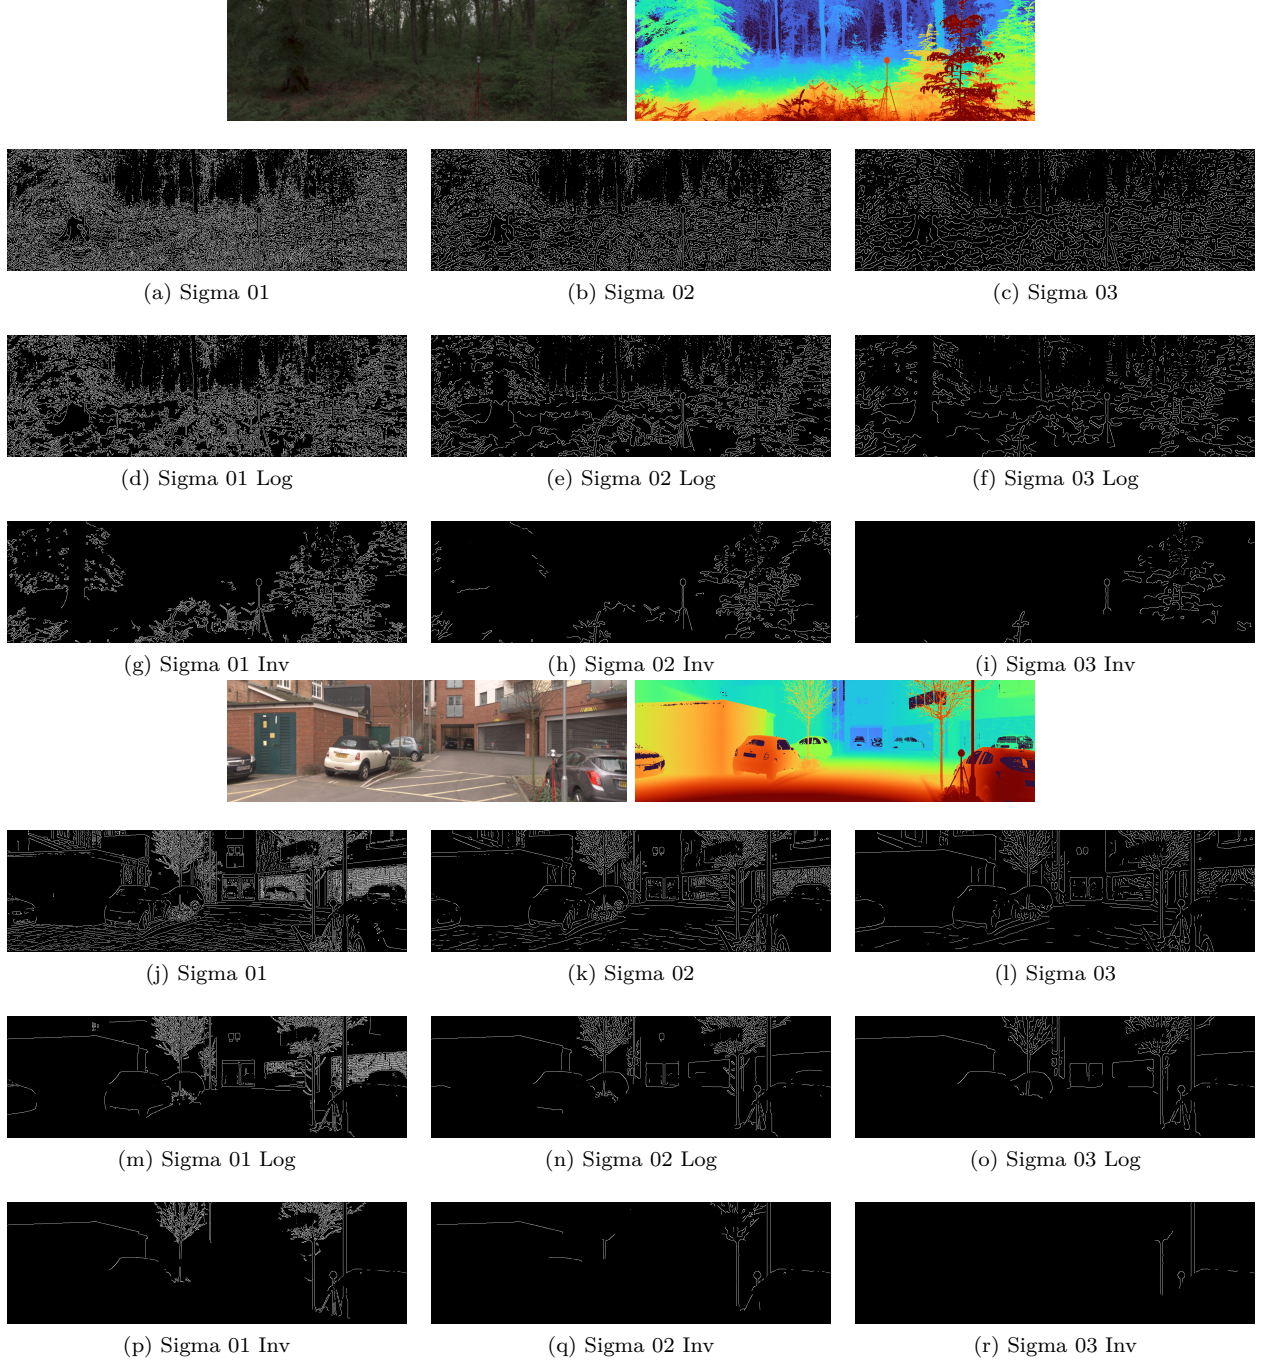 (a) Sigma 01
(b) Sigma 02
(c) Sigma 03
(d) Sigma 01 Log
(e) Sigma 02 Log
(f) Sigma 03 Log
(g) Sigma 01 Inv
(h) Sigma 02 Inv
(i) Sigma 03 Inv
(j) Sigma 01
(k) Sigma 02
(l) Sigma 03
(m) Sigma 01 Log
(n) Sigma 02 Log
(o) Sigma 03 Log
(p) Sigma 01 Inv
(q) Sigma 02 Inv
(r) Sigma 03 Inv